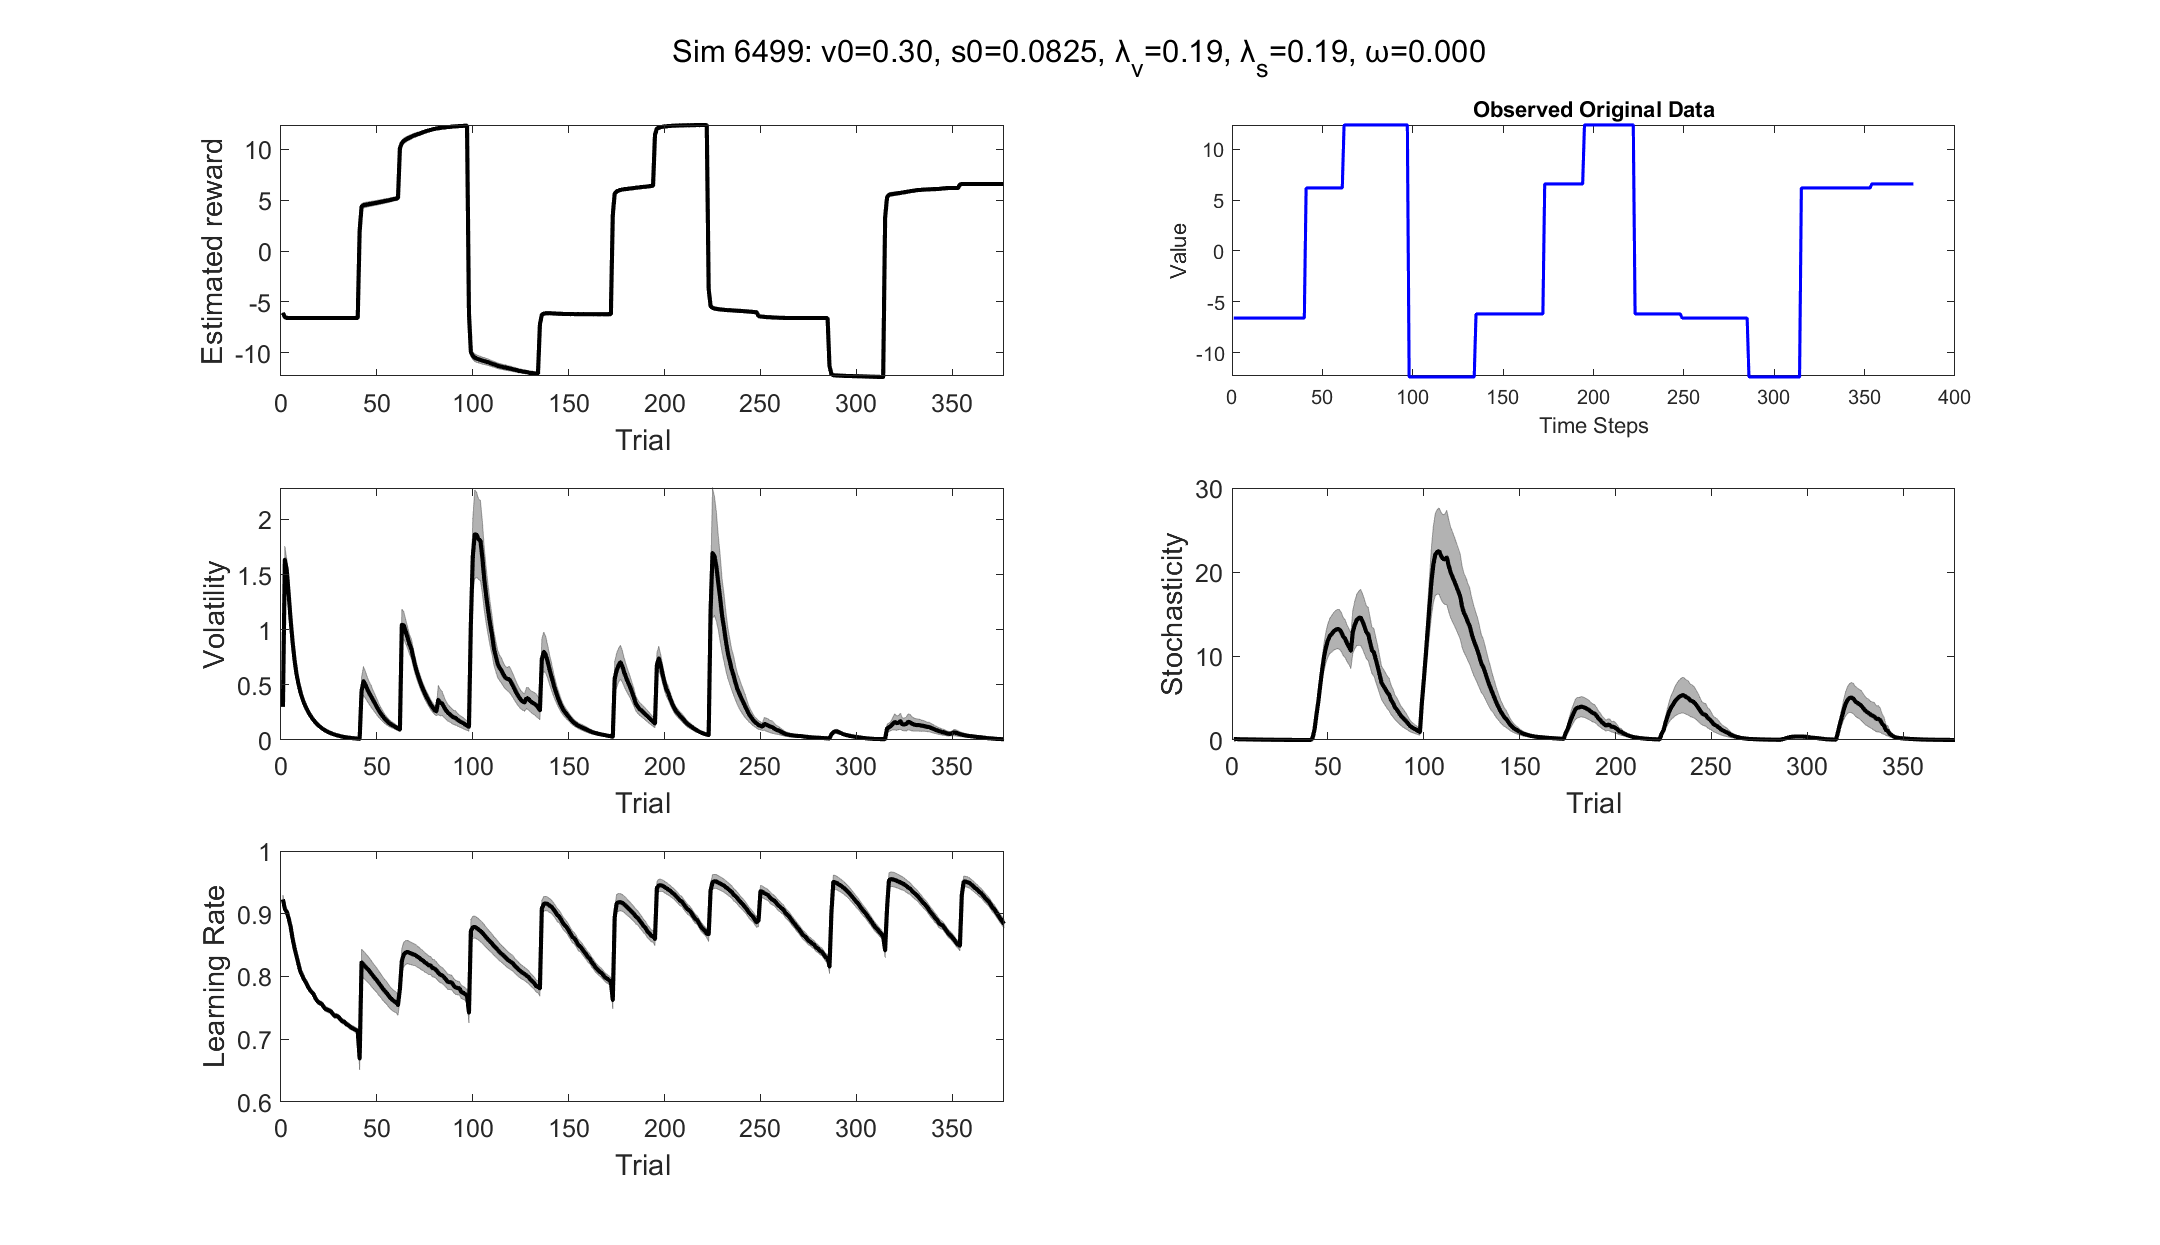 Sim 6499: v0=0.30, s0=0.0825, λv=0.19, λs=0.19, ω=0.000
Estimated reward
10
5
0
-5
-10
0 50 100 150 200 250 300 350
Trial
Observed Original Data
Value
10
5
0
-5
-10
0 50 100 150 200 250 300 350 400
Time Steps
Volatility
2
1.5
1
0.5
0
0 50 100 150 200 250 300 350
Trial
Stochasticity
30
20
10
0
0 50 100 150 200 250 300 350
Trial
Learning Rate
1
0.9
0.8
0.7
0.6
0 50 100 150 200 250 300 350
Trial